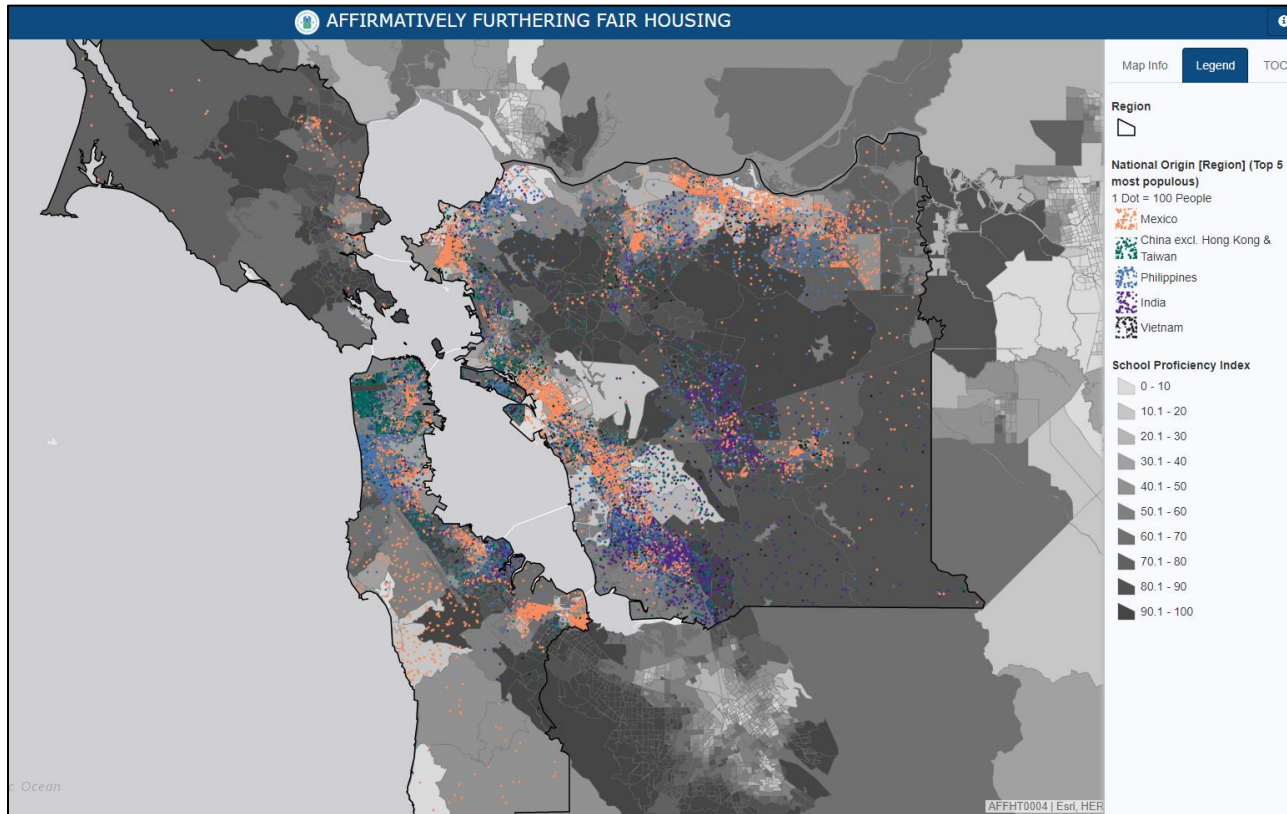 AFFIRMATIVELY FURTHERING FAIR HOUSING
Map Info
Legend
TOC
Region
National Origin [Region] (Top 5
most populous)
1 Dot = 100 People
Mexico
China excl. Hong Kong &
Taiwan
Philippines
India
Vietnam
School Proficiency Index
0 - 10
10.1 - 20
20.1 - 30
30.1 - 40
40.1 - 50
50.1 - 60
60.1 - 70
70.1 - 80
80.1 - 90
90.1 - 100
c Ocean
AFFHT0004 | Esri, HER